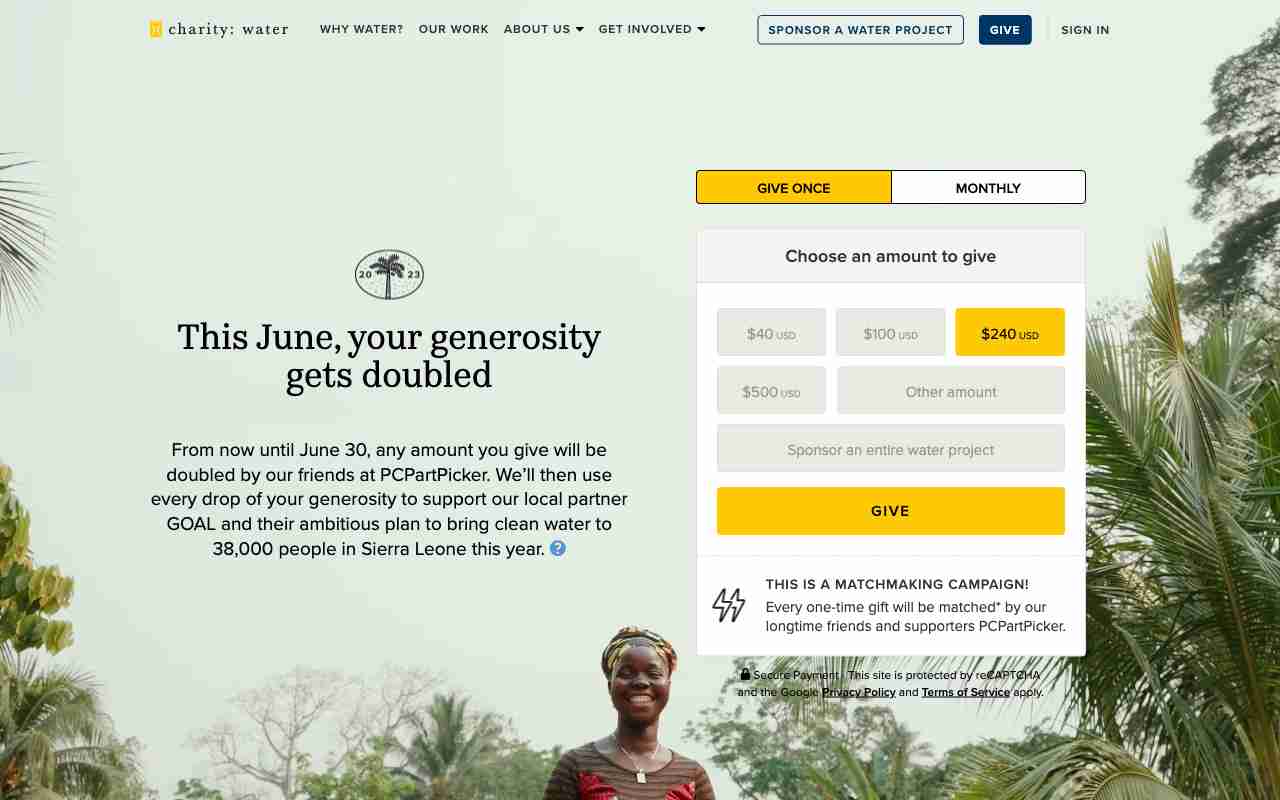 charity: water
WHY WATER?
OUR WORK
ABOUT US
GET INVOLVED
SPONSOR A WATER PROJECT
GIVE
SIGN IN
20 23
This June, your generosity
gets doubled
From now until June 30, any amount you give will be
doubled by our friends at PCPartPicker. We’ll then use
every drop of your generosity to support our local partner
GOAL and their ambitious plan to bring clean water to
38,000 people in Sierra Leone this year. ?
GIVE ONCE
MONTHLY
Choose an amount to give
$40 USD
$100 USD
$240 USD
$500 USD
Other amount
Sponsor an entire water project
GIVE
THIS IS A MATCHMAKING CAMPAIGN!
Every one-time gift will be matched* by our
longtime friends and supporters PCPartPicker.
Secure Payment · This site is protected by reCAPTCHA
and the Google Privacy Policy and Terms of Service apply.